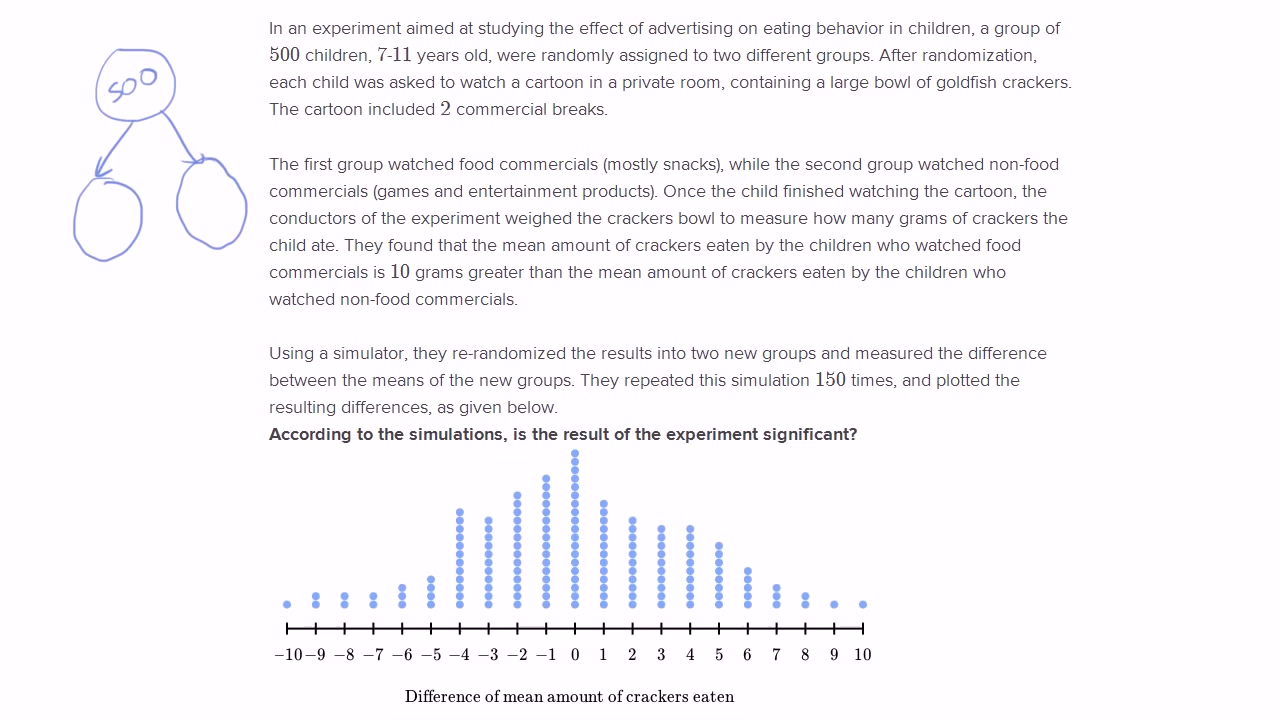 In an experiment aimed at studying the effect of advertising on eating behavior in children, a group of
500 children, 7-11 years old, were randomly assigned to two different groups. After randomization,
each child was asked to watch a cartoon in a private room, containing a large bowl of goldfish crackers.
The cartoon included 2 commercial breaks.
500
The first group watched food commercials (mostly snacks), while the second group watched non-food
commercials (games and entertainment products). Once the child finished watching the cartoon, the
conductors of the experiment weighed the crackers bowl to measure how many grams of crackers the
child ate. They found that the mean amount of crackers eaten by the children who watched food
commercials is 10 grams greater than the mean amount of crackers eaten by the children who
watched non-food commercials.
Using a simulator, they re-randomized the results into two new groups and measured the difference
between the means of the new groups. They repeated this simulation 150 times, and plotted the
resulting differences, as given below.
According to the simulations, is the result of the experiment significant?
−10 −9 −8 −7 −6 −5 −4 −3 −2 −1 0 1 2 3 4 5 6 7 8 9 10
Difference of mean amount of crackers eaten